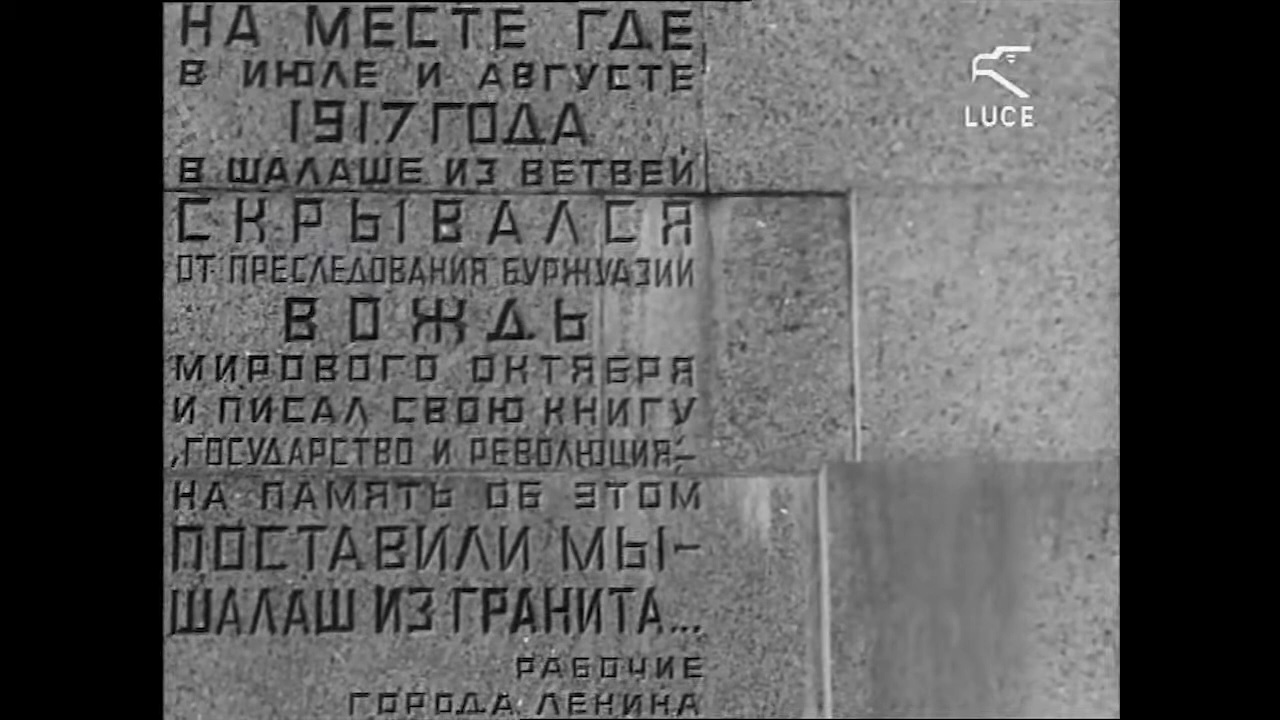 НА МЕСТЕ ГДЕ
В ИЮЛЕ И АВГУСТЕ
1917 ГОДА
В ШАЛАШЕ ИЗ ВЕТВЕЙ
СКРЫВАЛСЯ
ОТ ПРЕСЛЕДОВАНИЯ БУРЖУАЗИИ
ВОЖДЬ
МИРОВОГО ОКТЯБРЯ
И ПИСАЛ СВОЮ КНИГУ
„ГОСУДАРСТВО И РЕВОЛЮЦИЯ",–
НА ПАМЯТЬ ОБ ЭТОМ
ПОСТАВИЛИ МЫ–
ШАЛАШ ИЗ ГРАНИТА...
РАБОЧИЕ
ГОРОДА ЛЕНИНА
LUCE